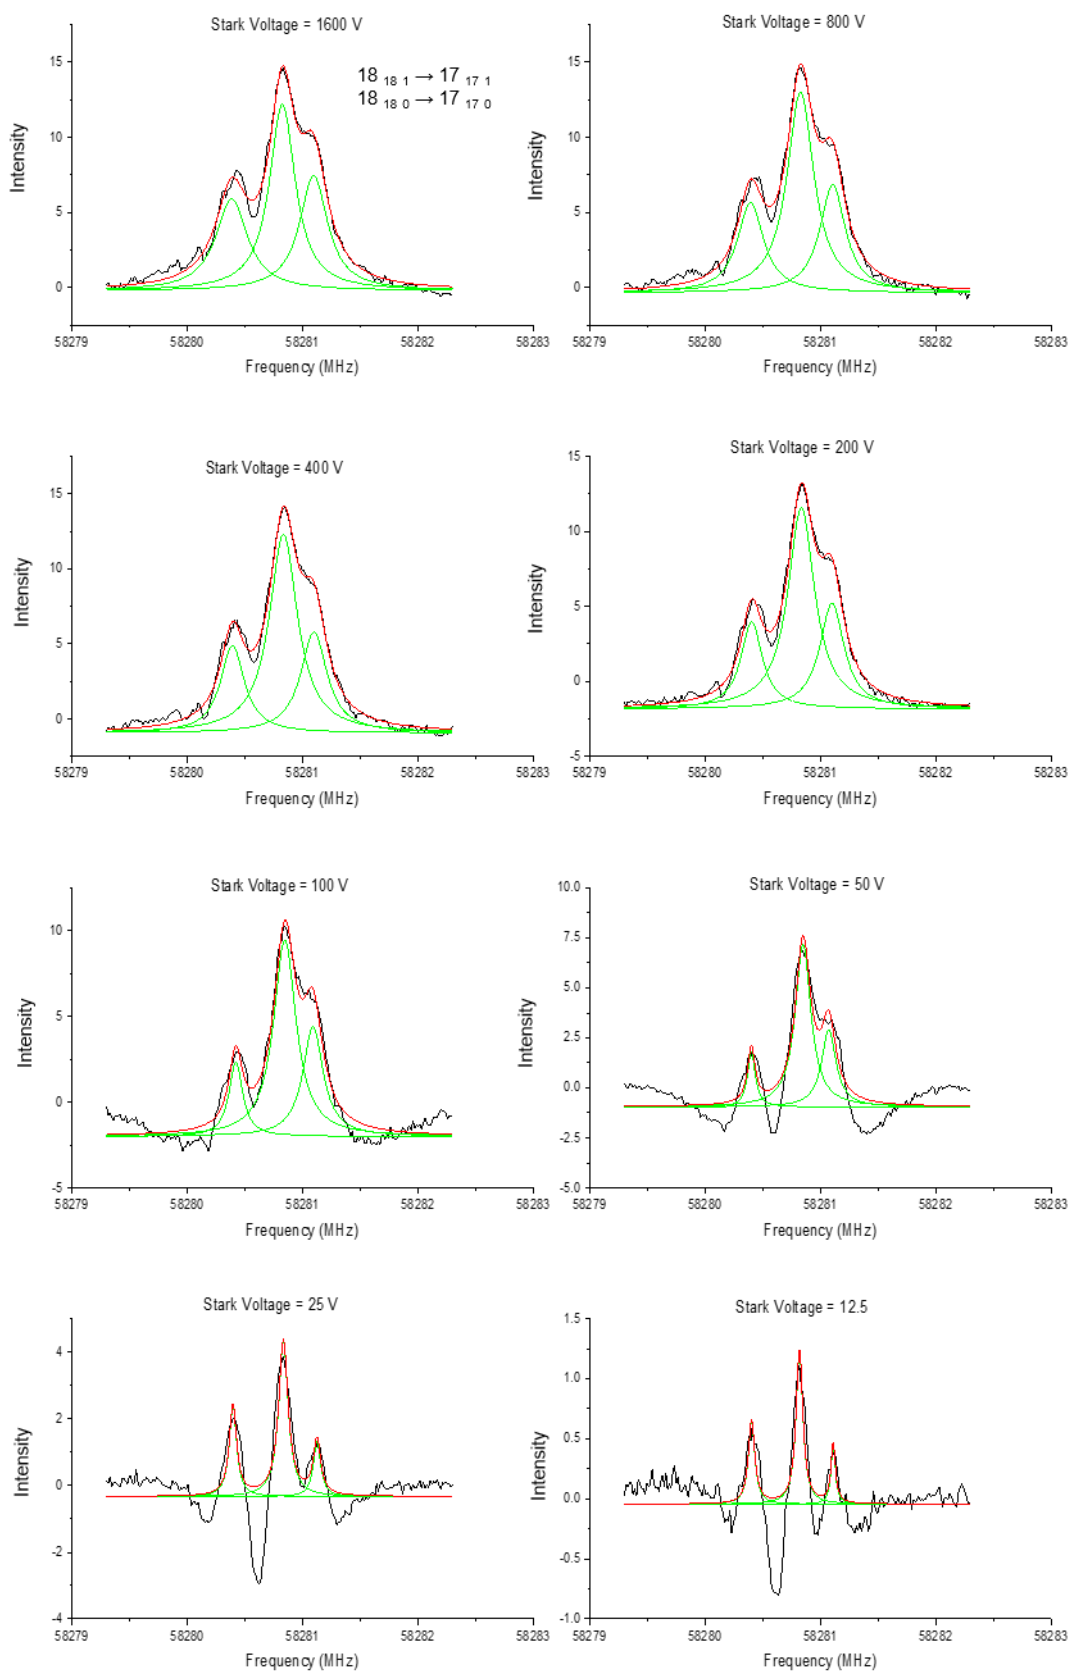 Stark Voltage = 1600 V
18 18 1 → 17 17 1
18 18 0 → 17 17 0
15
10
5
0
Intensity
58279 58280 58281 58282 58283
Frequency (MHz)
Stark Voltage = 800 V
15
10
5
0
Intensity
58279 58280 58281 58282 58283
Frequency (MHz)
Stark Voltage = 400 V
15
10
5
0
Intensity
58279 58280 58281 58282 58283
Frequency (MHz)
Stark Voltage = 200 V
15
10
5
0
-5
Intensity
58279 58280 58281 58282 58283
Frequency (MHz)
Stark Voltage = 100 V
10
5
0
-5
Intensity
58279 58280 58281 58282 58283
Frequency (MHz)
Stark Voltage = 50 V
10.0
7.5
5.0
2.5
0.0
-2.5
-5.0
Intensity
58279 58280 58281 58282 58283
Frequency (MHz)
Stark Voltage = 25 V
4
2
0
-2
-4
Intensity
58279 58280 58281 58282 58283
Frequency (MHz)
Stark Voltage = 12.5
1.5
1.0
0.5
0.0
-0.5
-1.0
Intensity
58279 58280 58281 58282 58283
Frequency (MHz)